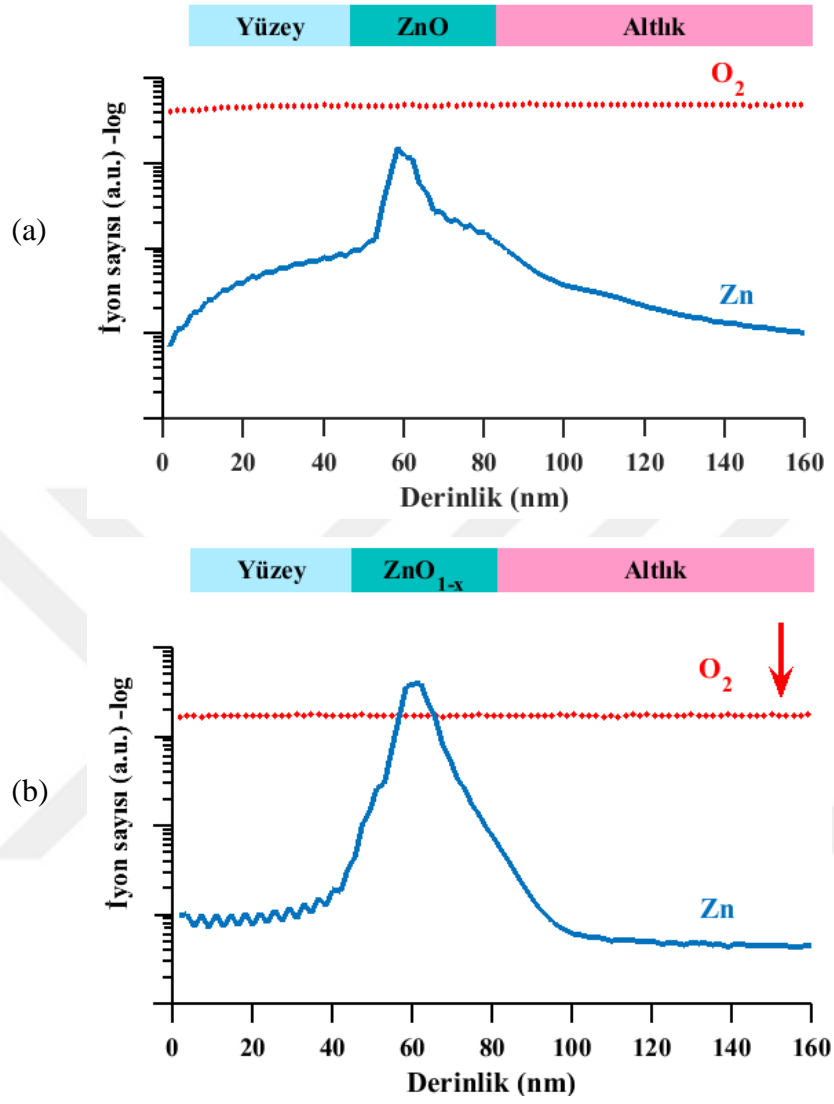 Yüzey ZnO Altlık
(a)
İyon sayısı (a.u.) -log
O₂
Zn
0 20 40 60 80 100 120 140 160
Derinlik (nm)
Yüzey ZnO₁₋ₓ Altlık
(b)
İyon sayısı (a.u.) -log
O₂
Zn
0 20 40 60 80 100 120 140 160
Derinlik (nm)